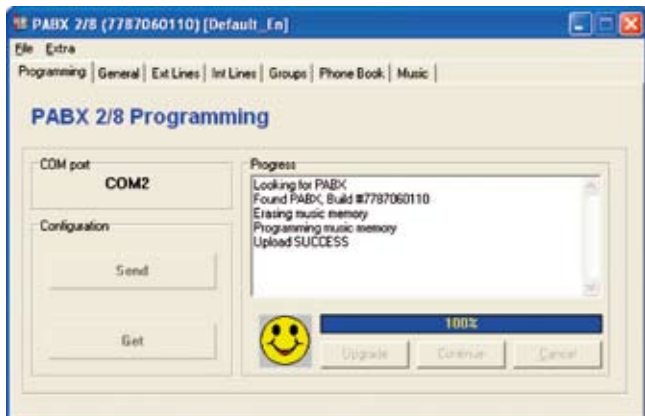 PABX 2/8 (7787060110) [Default_En]
File Extra
Programming General Ext Lines Int Lines Groups Phone Book Music
PABX 2/8 Programming
COM port
COM2
Configuration
Send
Get
Progress
Looking for PABX
Found PABX, Build #7787060110
Erasing music memory
Programming music memory
Upload SUCCESS
100%
Upgrade Continue Cancel